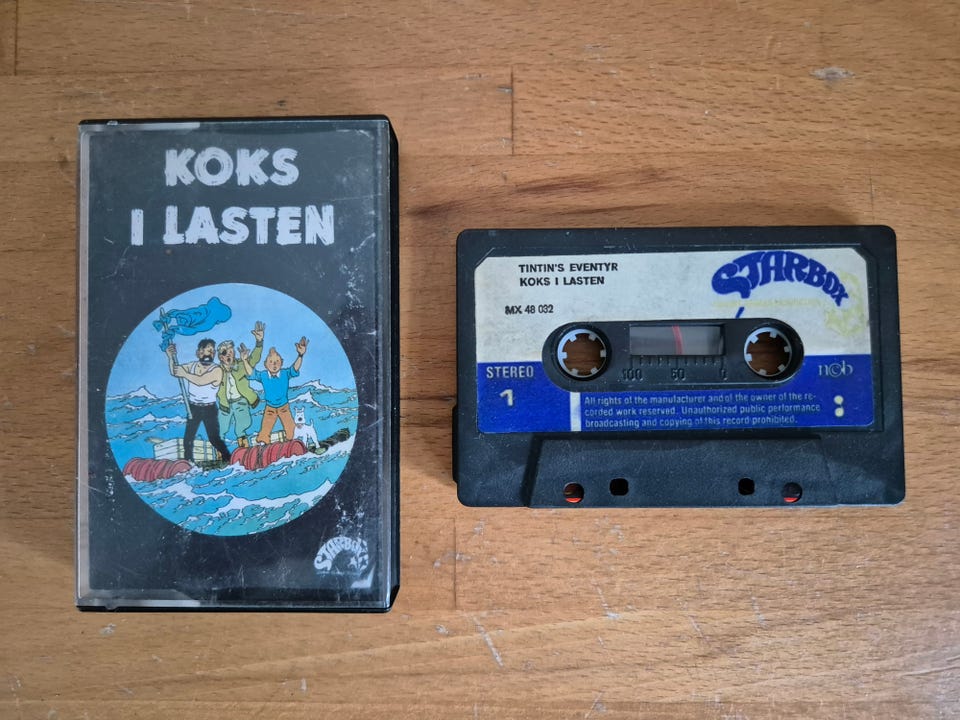 KOKS
I LASTEN
STARBOX
TINTIN'S EVENTYR
KOKS I LASTEN
STARBOX
MX 48 032
100 50 0
STEREO
1
ncb
All rights of the manufacturer and of the owner of the re-
corded work reserved. Unauthorized public performance
broadcasting and copying of this record prohibited.